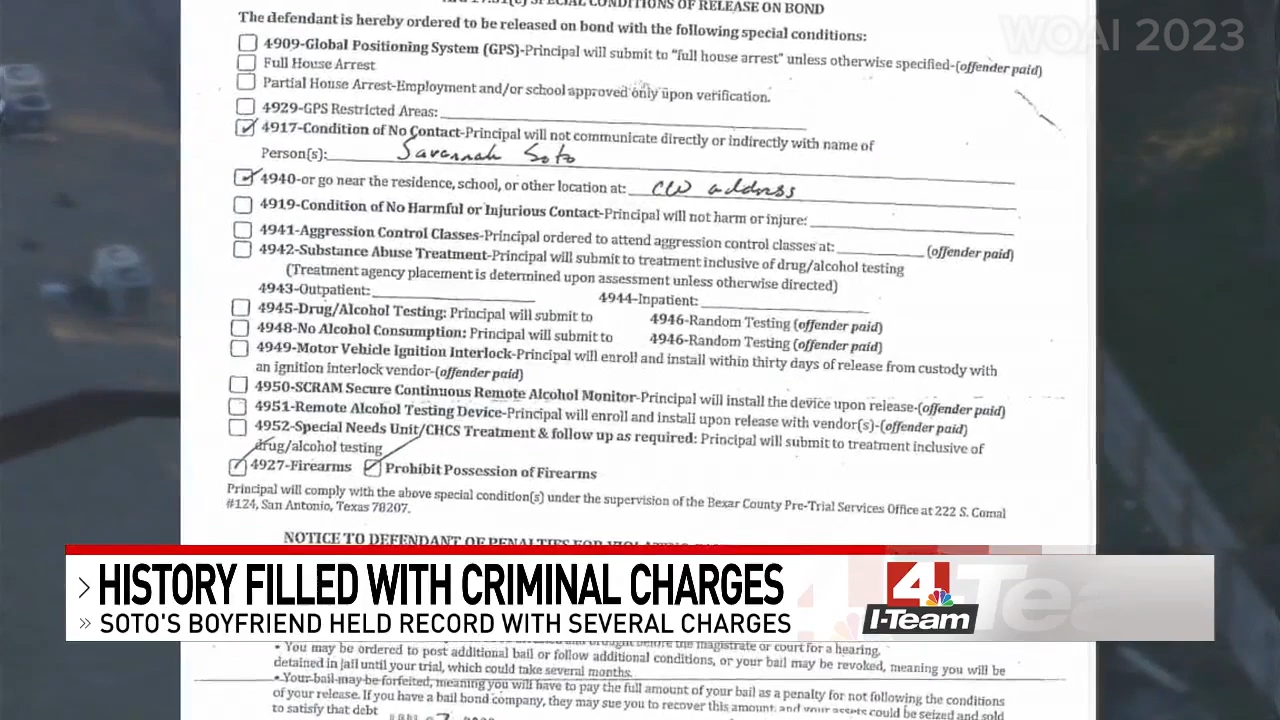 SPECIAL CONDITIONS OF RELEASE ON BOND
WOAI 2023
The defendant is hereby ordered to be released on bond with the following special conditions:
4909-Global Positioning System (GPS)-Principal will submit to "full house arrest" unless otherwise specified-(offender paid)
Full House Arrest
Partial House Arrest-Employment and/or school approved only upon verification.
4929-GPS Restricted Areas:
4917-Condition of No Contact-Principal will not communicate directly or indirectly with name of
Person(s): Savannah Soto
4940-or go near the residence, school, or other location at: CW address
4919-Condition of No Harmful or Injurious Contact-Principal will not harm or injure:
4941-Aggression Control Classes-Principal ordered to attend aggression control classes at: (offender paid)
4942-Substance Abuse Treatment-Principal will submit to treatment inclusive of drug/alcohol testing
(Treatment agency placement is determined upon assessment unless otherwise directed)
4943-Outpatient: 4944-Inpatient:
4945-Drug/Alcohol Testing: Principal will submit to 4946-Random Testing (offender paid)
4948-No Alcohol Consumption: Principal will submit to 4946-Random Testing (offender paid)
4949-Motor Vehicle Ignition Interlock-Principal will enroll and install within thirty days of release from custody with
an ignition interlock vendor-(offender paid)
4950-SCRAM Secure Continuous Remote Alcohol Monitor-Principal will install the device upon release-(offender paid)
4951-Remote Alcohol Testing Device-Principal will enroll and install upon release with vendor(s)-(offender paid)
4952-Special Needs Unit/CHCS Treatment & follow up as required: Principal will submit to treatment inclusive of
drug/alcohol testing
4927-Firearms Prohibit Possession of Firearms
Principal will comply with the above special condition(s) under the supervision of the Bexar County Pre-Trial Services Office at 222 S. Comal
#124, San Antonio, Texas 78207.
NOTICE TO DEFENDANT OF PENALTIES FOR
HISTORY FILLED WITH CRIMINAL CHARGES
SOTO'S BOYFRIEND HELD RECORD WITH SEVERAL CHARGES
4
I-Team
brought before the magistrate or court for a hearing.
• You may be ordered to post additional bail or follow additional conditions, or your bail may be revoked, meaning you will be
detained in jail until your trial, which could take several months.
• Your bail may be forfeited, meaning you will have to pay the full amount of your bail as a penalty for not following the conditions
of your release. If you have a bail bond company, they may sue you to recover this amount, and your assets could be seized and sold
to satisfy that debt